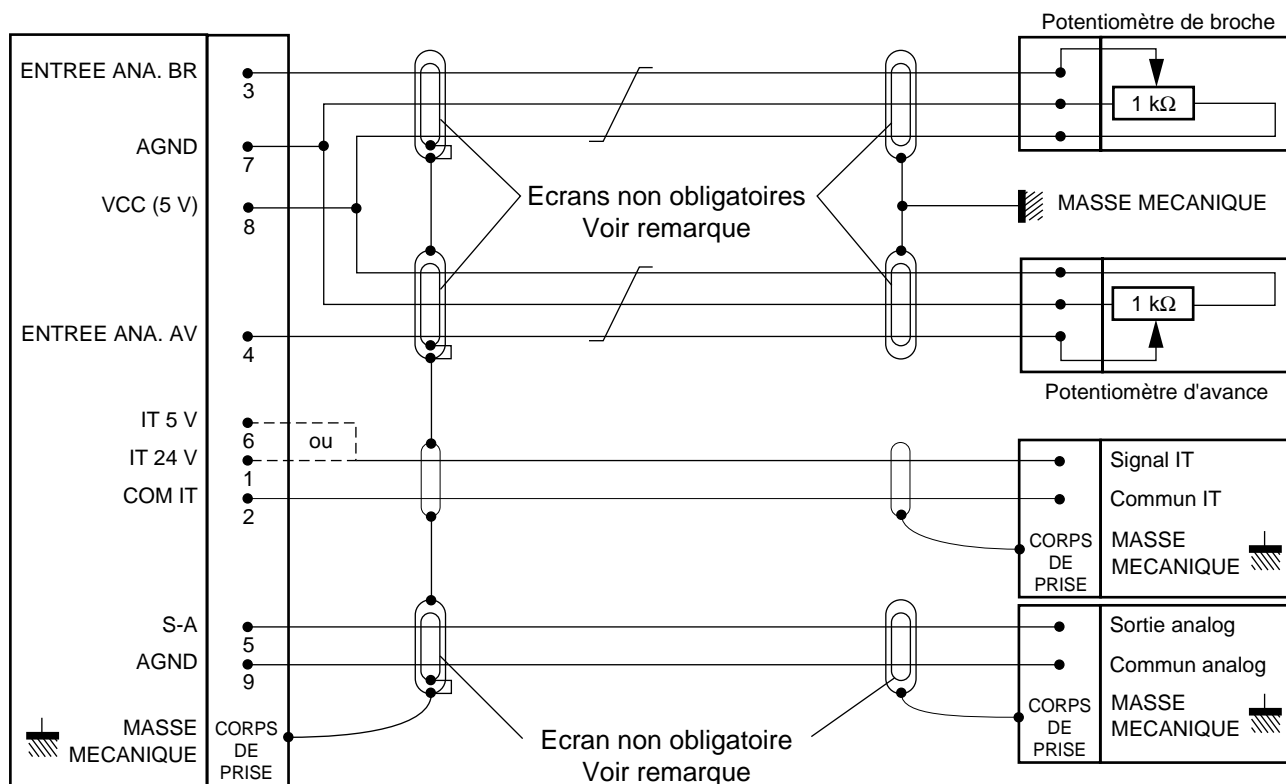 Potentiomètre de broche
ENTREE ANA. BR
3
1 kΩ
AGND
7
VCC (5 V)
8
Ecrans non obligatoires
Voir remarque
MASSE MECANIQUE
ENTREE ANA. AV
4
1 kΩ
Potentiomètre d'avance
IT 5 V
6
ou
IT 24 V
1
COM IT
2
Signal IT
Commun IT
CORPS
DE
PRISE
MASSE
MECANIQUE
S-A
5
AGND
9
Sortie analog
Commun analog
CORPS
DE
PRISE
MASSE
MECANIQUE
MASSE
MECANIQUE
CORPS
DE
PRISE
Ecran non obligatoire
Voir remarque